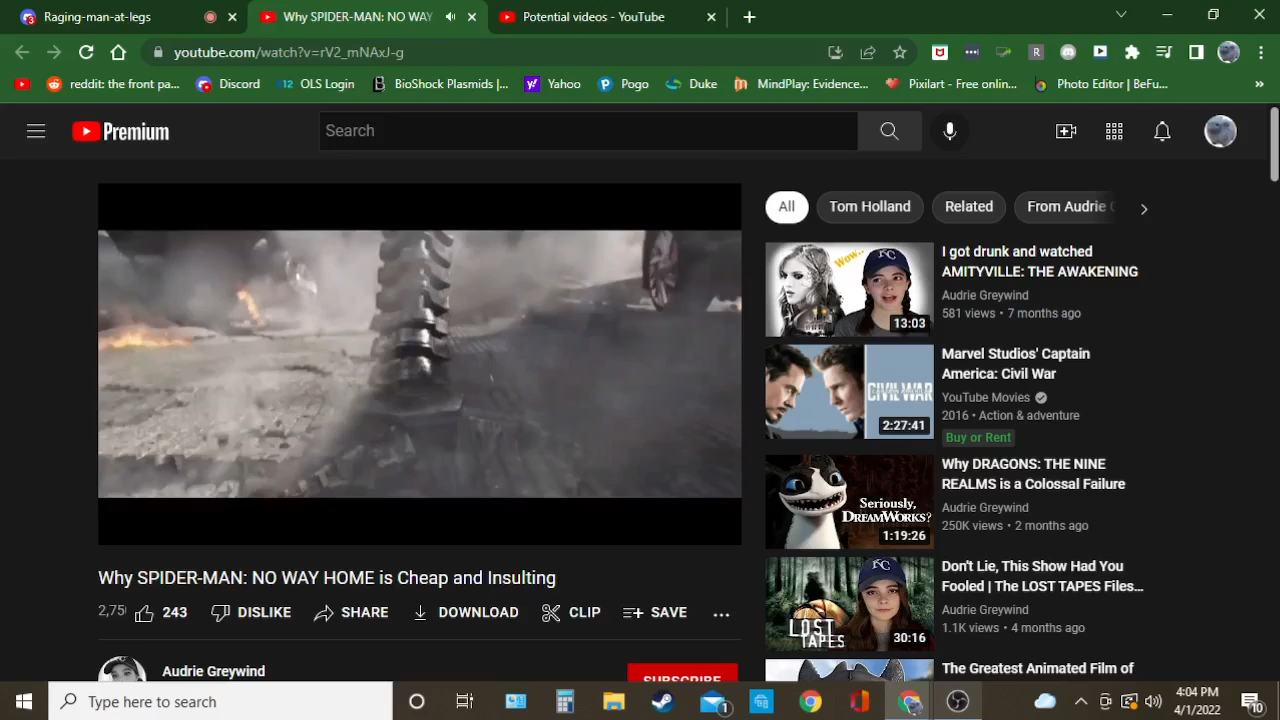 Raging-man-at-legs
Why SPIDER-MAN: NO WAY
Potential videos - YouTube
youtube.com/watch?v=rV2_mNAxJ-g
reddit: the front pa...
Discord
12 OLS Login
BioShock Plasmids |...
Yahoo
Pogo
Duke
MindPlay: Evidence...
Pixilart - Free onlin...
Photo Editor | BeFu...
Premium
Search
All
Tom Holland
Related
From Audrie G
I got drunk and watched
AMITYVILLE: THE AWAKENING
Audrie Greywind
581 views • 7 months ago
Wow..
KC
13:03
Marvel Studios' Captain
America: Civil War
YouTube Movies
2016 • Action & adventure
Buy or Rent
CIVIL WAR
2:27:41
Why DRAGONS: THE NINE
REALMS is a Colossal Failure
Audrie Greywind
250K views • 2 months ago
Seriously,
DREAMWORKS?
1:19:26
Don't Lie, This Show Had You
Fooled | The LOST TAPES Files...
Audrie Greywind
1.1K views • 4 months ago
KC
LOST
TAPES
30:16
The Greatest Animated Film of
Why SPIDER-MAN: NO WAY HOME is Cheap and Insulting
2,75
243
DISLIKE
SHARE
DOWNLOAD
CLIP
SAVE
Audrie Greywind
SUBSCRIBE
Type here to search
1
4:04 PM
4/1/2022
10